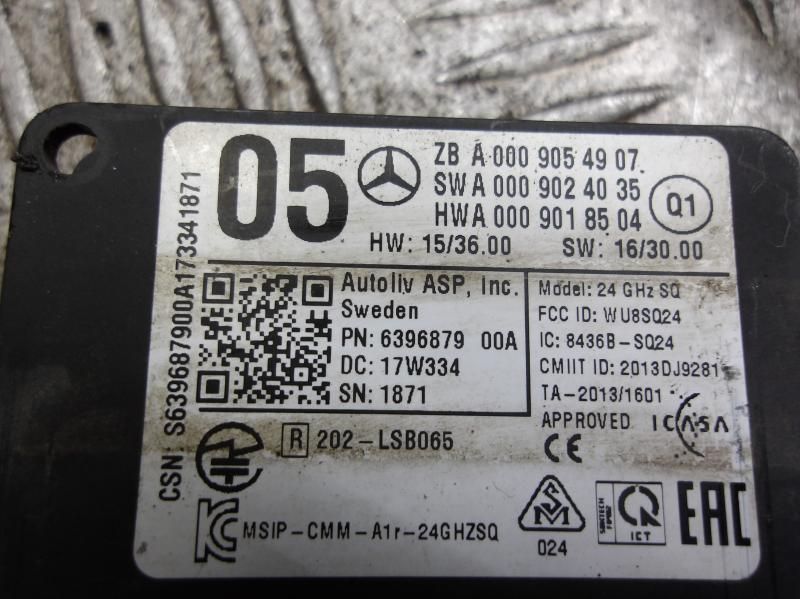 05
ZB A 000 905 49 07
SW A 000 902 40 35
HW A 000 901 85 04
Q1
HW: 15/36.00 SW: 16/30.00
CSN: S639687900A173341871
Autoliv ASP, Inc.
Sweden
PN: 6396879 00A
DC: 17W334
SN: 1871
Model: 24 GHz SQ
FCC ID: WU8SQ24
IC: 8436B-SQ24
CMIIT ID: 2013DJ9281
TA-2013/1601
APPROVED ICASA
R 202-LSB065
CE
MSIP-CMM-A1r-24GHZSQ
SM
024
ICT
EAC